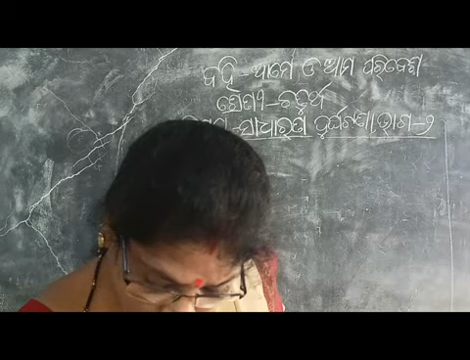 ବହି - ଆମେ ଓ ଆମ ପରିବେଶ
ଶ୍ରେଣୀ - ଚତୁର୍ଥ
ସାଧାରଣ ଦୁର୍ଘଟଣା, ଭାଗ-୨